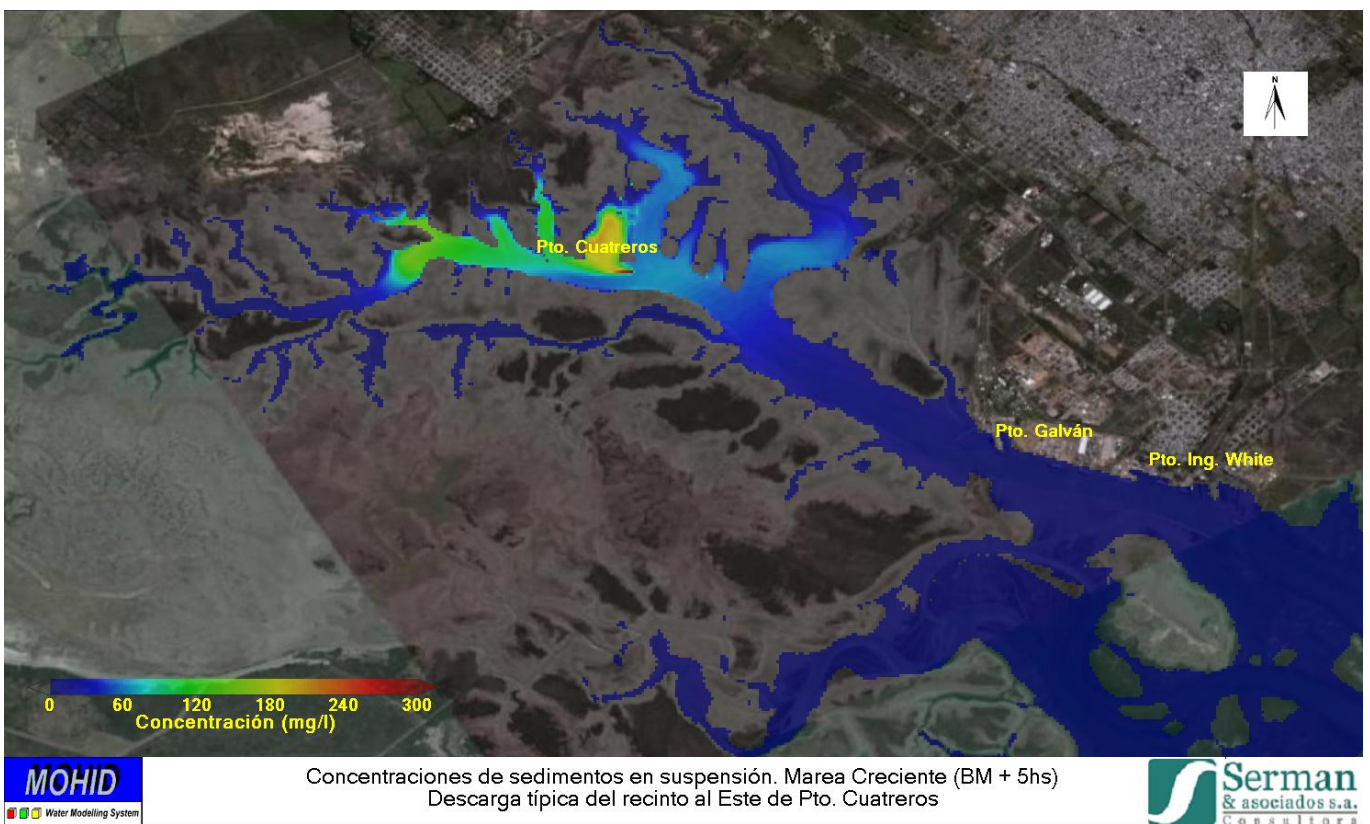 N
Pto. Cuatreros
Pto. Galván
Pto. Ing. White
0 60 120 180 240 300
Concentración (mg/l)
MOHID
Water Modelling System
Concentraciones de sedimentos en suspensión. Marea Creciente (BM + 5hs)
Descarga típica del recinto al Este de Pto. Cuatreros
Serman
& asociados s.a.
Consultora